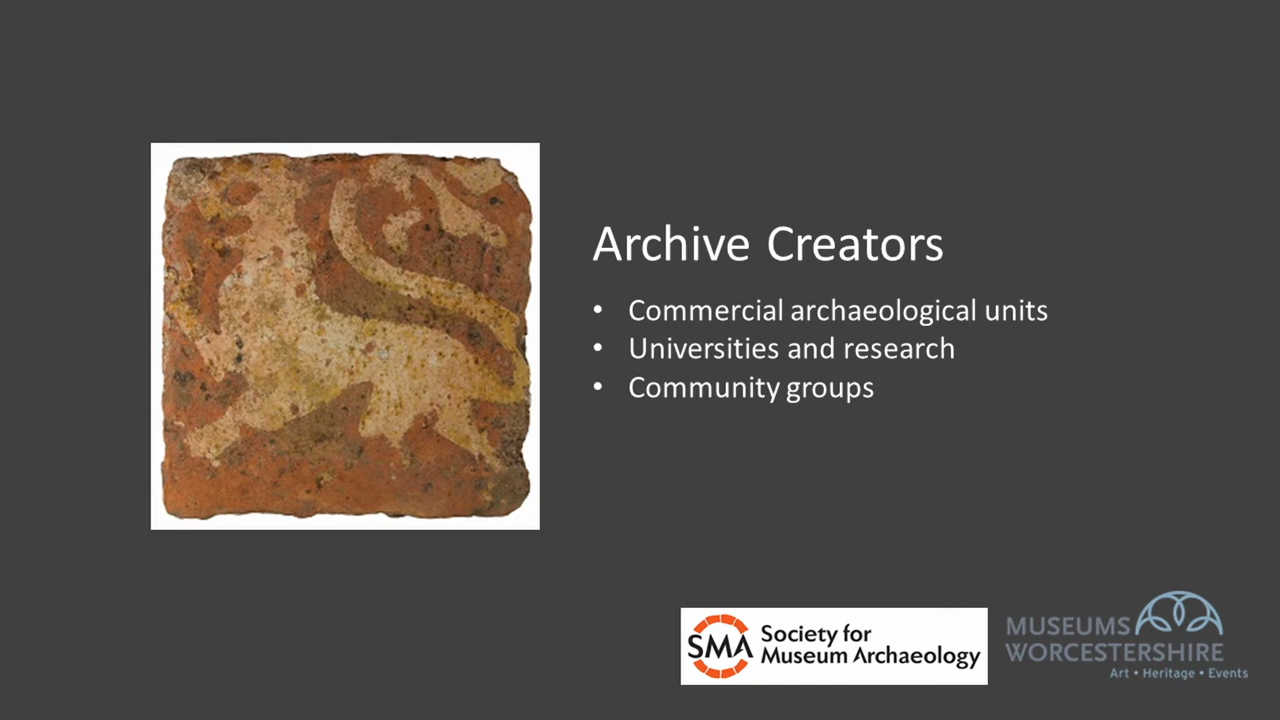 Archive Creators
• Commercial archaeological units
• Universities and research
• Community groups
SMA
Society for
Museum Archaeology
MUSEUMS
WORCESTERSHIRE
Art • Heritage • Events